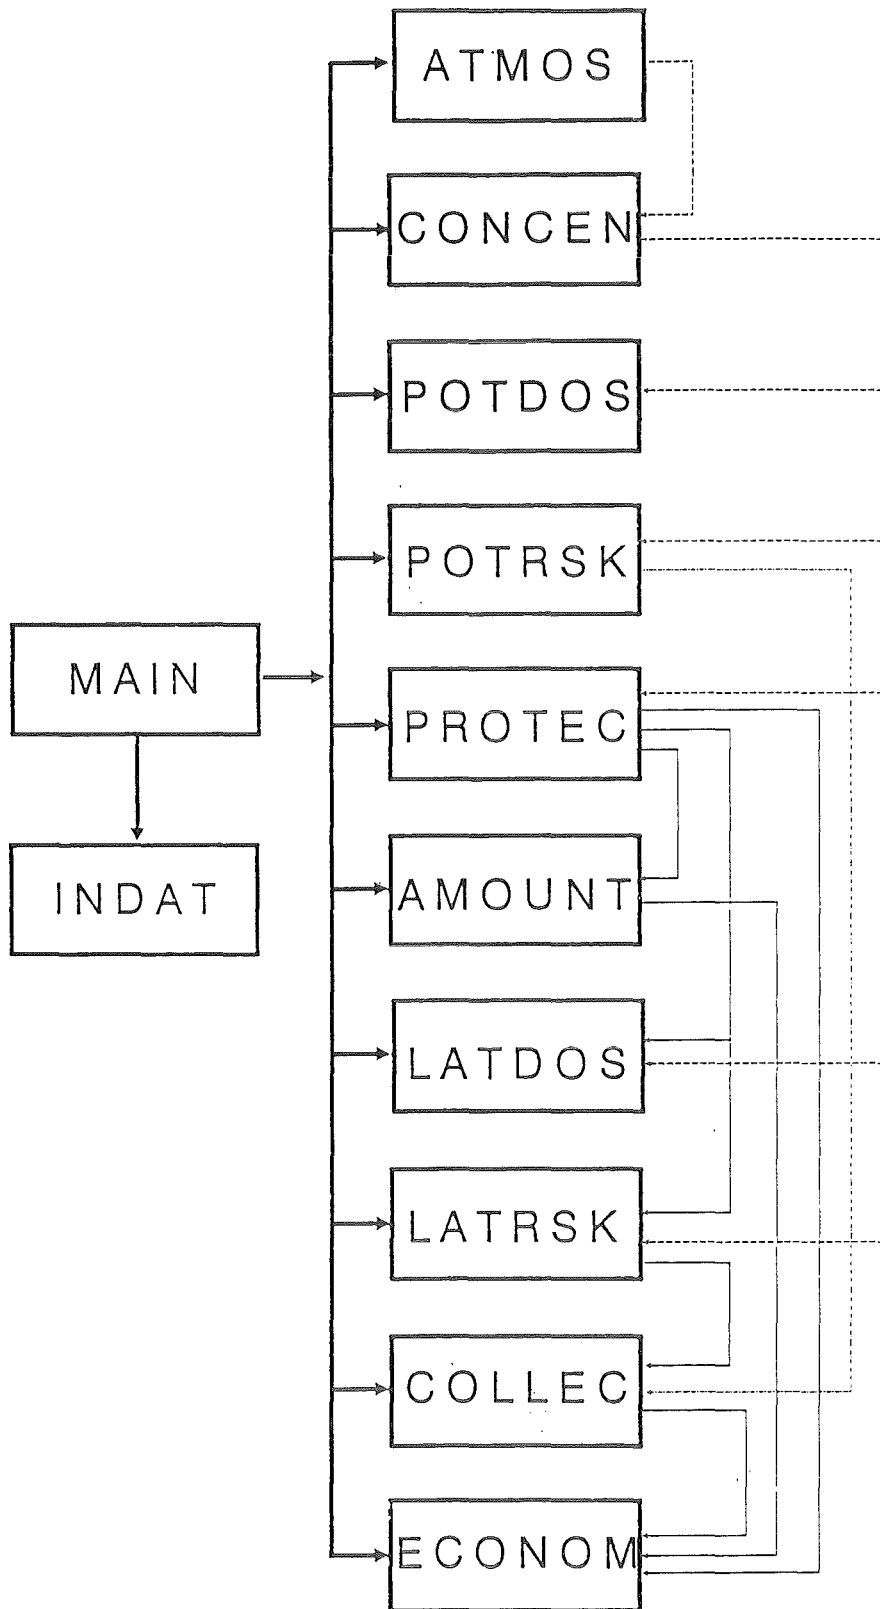 ATMOS
CONCEN
POTDOS
POTRSK
MAIN
PROTEC
INDAT
AMOUNT
LATDOS
LATRSK
COLLEC
ECONOM